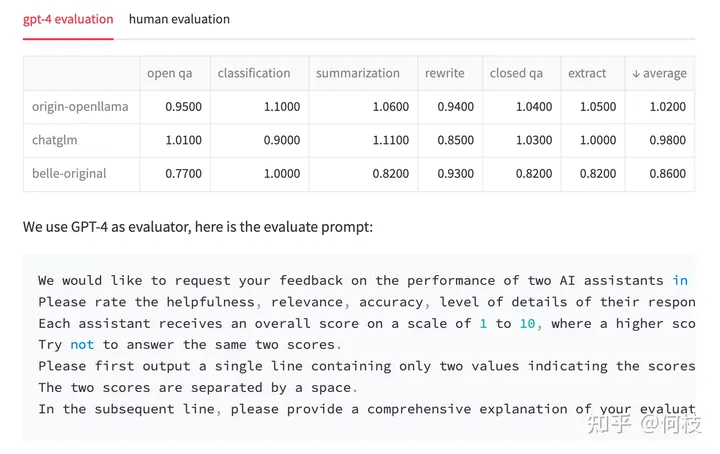 gpt-4 evaluation human evaluation
open qa classification summarization rewrite closed qa extract ↓ average
origin-openllama 0.9500 1.1000 1.0600 0.9400 1.0400 1.0500 1.0200
chatglm 1.0100 0.9000 1.1100 0.8500 1.0300 1.0000 0.9800
belle-original 0.7700 1.0000 0.8200 0.9300 0.8200 0.8200 0.8600
We use GPT-4 as evaluator, here is the evaluate prompt:
We would like to request your feedback on the performance of two AI assistants in
Please rate the helpfulness, relevance, accuracy, level of details of their respon
Each assistant receives an overall score on a scale of 1 to 10, where a higher sco
Try not to answer the same two scores.
Please first output a single line containing only two values indicating the scores
The two scores are separated by a space.
In the subsequent line, please provide a comprehensive explanation of your evaluat
知乎 @何枝